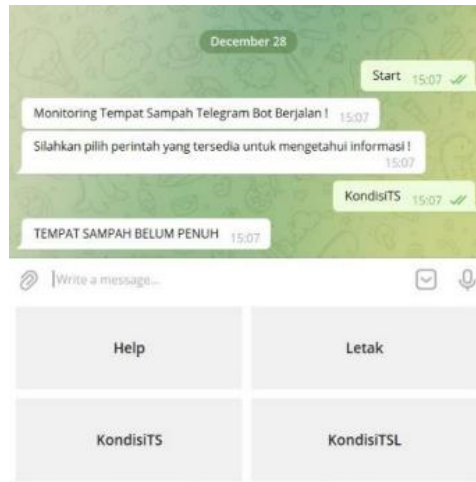 December 28
Start 15:07
Monitoring Tempat Sampah Telegram Bot Berjalan ! 15:07
Silahkan pilih perintah yang tersedia untuk mengetahui informasi !
15:07
KondisiTS 15:07
TEMPAT SAMPAH BELUM PENUH 15:07
Write a message...
Help Letak
KondisiTS KondisiTSL